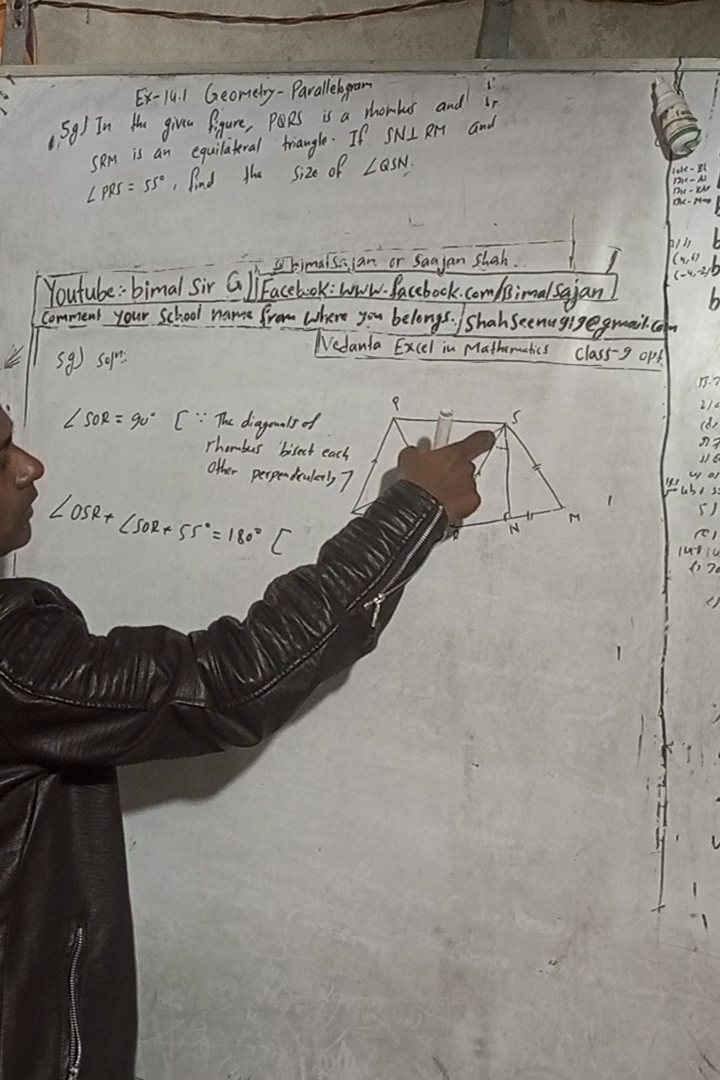 Ex-14.1 Geometry - Parallelogram
5g) In the given figure, PQRS is a rhombus and
SRM is an equilateral triangle. If SN⊥RM and
∠PRS = 55°, find the size of ∠QSN.
bimalsajan or Saajan Shah..
Youtube:- bimal Sir G
Facebook: www.facebook.com/BimalSajan
Comment your School name from where you belongs. / Shahseenu919@gmail.com
Vedanta Excel in Mathematics Class-9 opt
5g) soln:
∠SOR = 90° [∵ The diagonals of
rhombus bisect each
other perpendicularly]
∠OSR + ∠SOR + 55° = 180° [
P
S
N
M